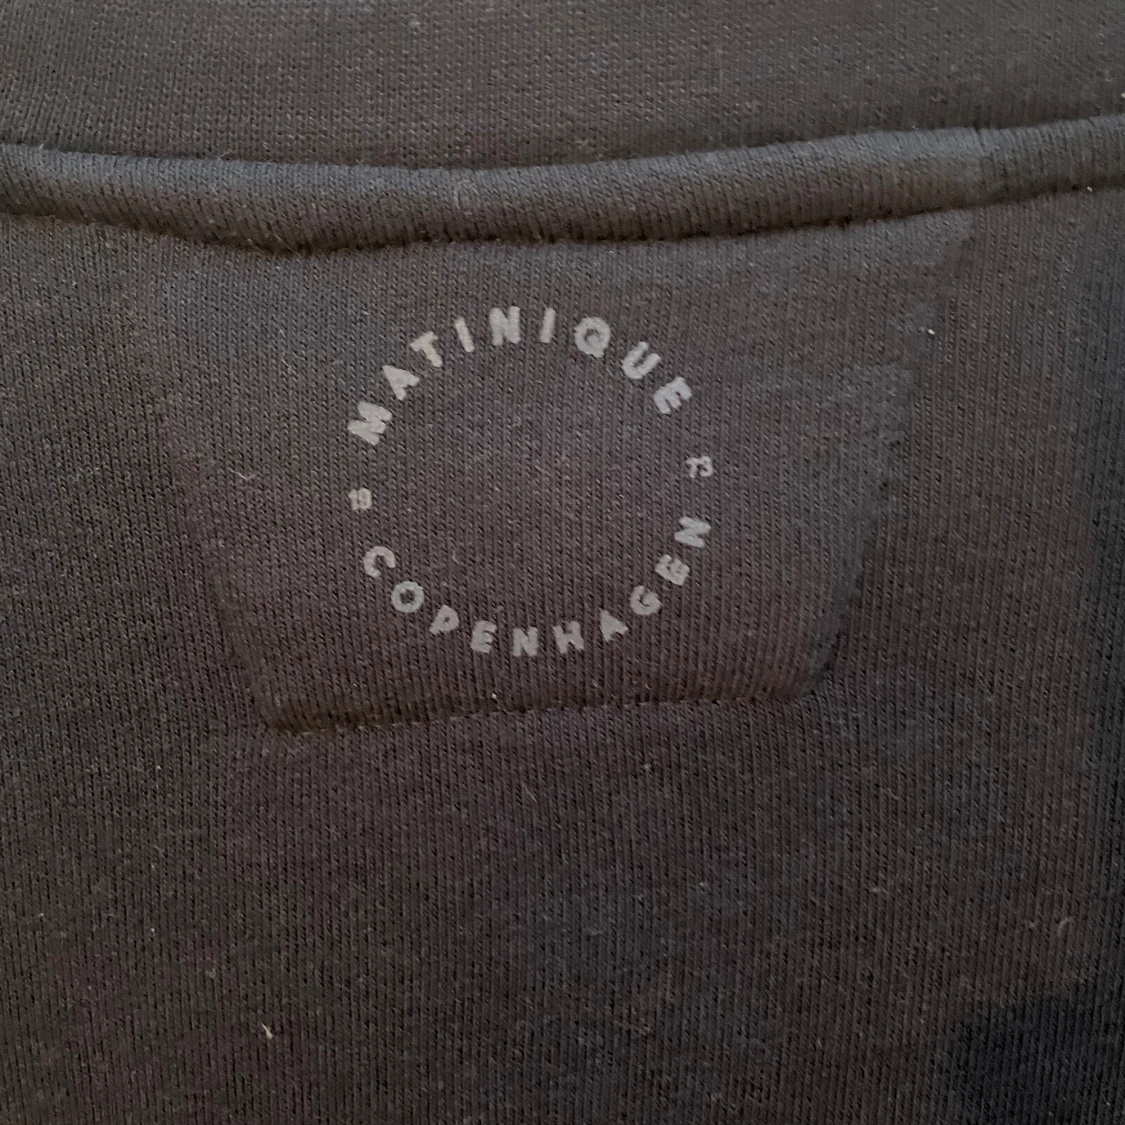 MATINIQUE
19 73
COPENHAGEN